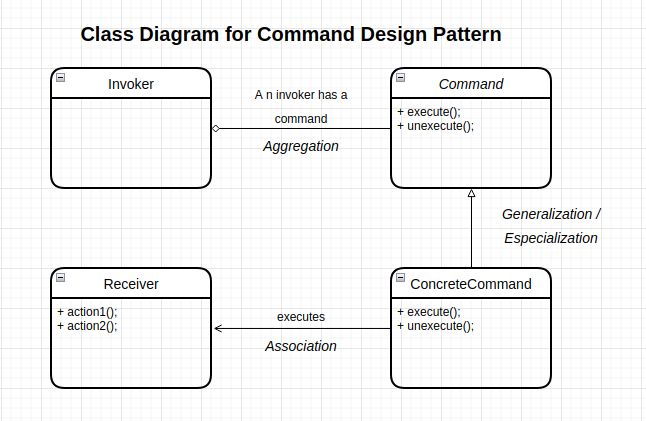 Class Diagram for Command Design Pattern
Invoker
A n invoker has a
command
Aggregation
Command
+ execute();
+ unexecute();
Generalization /
Especialization
Receiver
+ action1();
+ action2();
executes
Association
ConcreteCommand
+ execute();
+ unexecute();